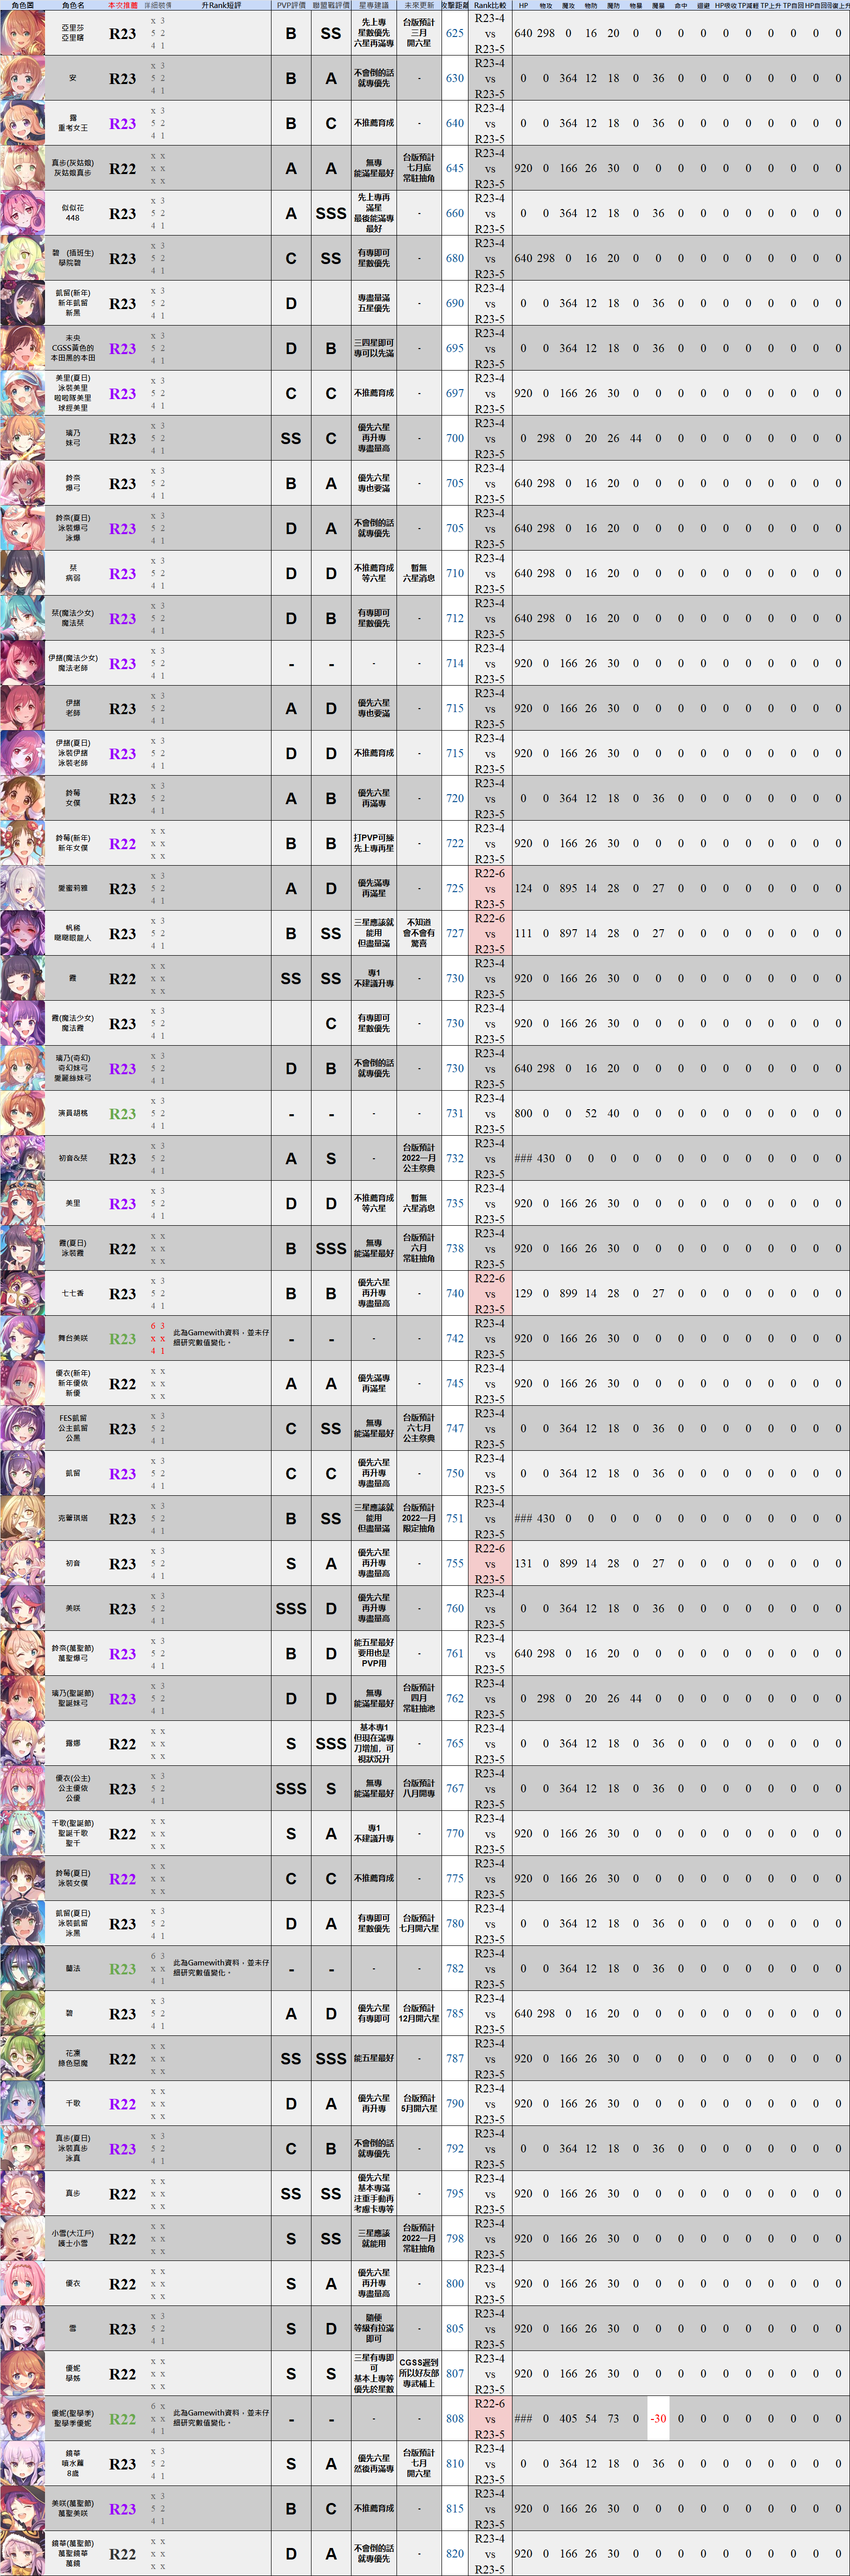 角色圖 角色名 本次推薦 詳細裝備 升Rank短評 PVP評價 聯盟戰評價 星專建議 未來更新 攻擊距離 Rank比較 HP 物攻 魔攻 物防 魔防 物暴 魔暴 命中 迴避 HP吸收 TP減輕 TP上升 TP自回 HP自回 回復上升
亞里莎 亞里瞎 R23 x 3 5 2 4 1 B SS 先上專 星數優先 六星再滿專 台版預計 三月 開六星 625 R23-4 vs R23-5 640 298 0 16 20 0 0 0 0 0 0 0 0 0 0
安 R23 x 3 5 2 4 1 B A 不會倒的話 就專優先 - 630 R23-4 vs R23-5 0 0 364 12 18 0 36 0 0 0 0 0 0 0 0
露 重考女王 R23 x 3 5 2 4 1 B C 不推薦育成 - 640 R23-4 vs R23-5 0 0 364 12 18 0 36 0 0 0 0 0 0 0 0
真步(灰姑娘) 灰姑娘真步 R22 x x x x x x A A 無專 能滿星最好 台版預計 七月底 常駐抽角 645 R23-4 vs R23-5 920 0 166 26 30 0 0 0 0 0 0 0 0 0 0
似似花 448 R23 x 3 5 2 4 1 A SSS 先上專再 滿星 最後能滿專 最好 - 660 R23-4 vs R23-5 0 0 364 12 18 0 36 0 0 0 0 0 0 0 0
碧 (插班生) 學院碧 R23 x 3 5 2 4 1 C SS 有專即可 星數優先 - 680 R23-4 vs R23-5 640 298 0 16 20 0 0 0 0 0 0 0 0 0 0
凱留(新年) 新年凱留 新黑 R23 x 3 5 2 4 1 D 專盡量滿 五星優先 - 690 R23-4 vs R23-5 0 0 364 12 18 0 36 0 0 0 0 0 0 0 0
未央 CGSS黃色的 本田黑的本田 R23 x 3 5 2 4 1 D B 三四星即可 專可以先滿 - 695 R23-4 vs R23-5 0 0 364 12 18 0 36 0 0 0 0 0 0 0 0
美里(夏日) 泳裝美里 啦啦隊美里 球經美里 R23 x 3 5 2 4 1 C C 不推薦育成 - 697 R23-4 vs R23-5 920 0 166 26 30 0 0 0 0 0 0 0 0 0 0
璃乃 妹弓 R23 x 3 5 2 4 1 SS C 優先六星 再升專 專盡量高 - 700 R23-4 vs R23-5 0 298 0 20 26 44 0 0 0 0 0 0 0 0 0
鈴奈 爆弓 R23 x 3 5 2 4 1 B A 優先六星 專也要滿 - 705 R23-4 vs R23-5 640 298 0 16 20 0 0 0 0 0 0 0 0 0 0
鈴奈(夏日) 泳裝爆弓 泳爆 R23 x 3 5 2 4 1 D A 不會倒的話 就專優先 - 705 R23-4 vs R23-5 640 298 0 16 20 0 0 0 0 0 0 0 0 0 0
栞 病弱 R23 x 3 5 2 4 1 D D 不推薦育成 等六星 暫無 六星消息 710 R23-4 vs R23-5 640 298 0 16 20 0 0 0 0 0 0 0 0 0 0
栞(魔法少女) 魔法栞 R23 x 3 5 2 4 1 D B 有專即可 星數優先 - 712 R23-4 vs R23-5 640 298 0 16 20 0 0 0 0 0 0 0 0 0 0
伊緒(魔法少女) 魔法老師 R23 x 3 5 2 4 1 - - - - 714 R23-4 vs R23-5 920 0 166 26 30 0 0 0 0 0 0 0 0 0 0
伊緒 老師 R23 x 3 5 2 4 1 A D 優先六星 專也要滿 - 715 R23-4 vs R23-5 920 0 166 26 30 0 0 0 0 0 0 0 0 0 0
伊緒(夏日) 泳裝伊緒 泳裝老師 R23 x 3 5 2 4 1 D D 不推薦育成 - 715 R23-4 vs R23-5 920 0 166 26 30 0 0 0 0 0 0 0 0 0 0
鈴莓 女僕 R23 x 3 5 2 4 1 A B 優先六星 再滿專 - 720 R23-4 vs R23-5 0 0 364 12 18 0 36 0 0 0 0 0 0 0 0
鈴莓(新年) 新年女僕 R22 x x x x x x B B 打PVP可練 先上專再星 - 722 R23-4 vs R23-5 920 0 166 26 30 0 0 0 0 0 0 0 0 0 0
愛蜜莉雅 R23 x 3 5 2 4 1 A D 優先滿專 再滿星 - 725 R22-6 vs R23-5 124 0 895 14 28 0 27 0 0 0 0 0 0 0 0
帆稀 瞇瞇眼龍人 R23 x 3 5 2 4 1 B SS 三星應該就 能用 但盡量滿 不知道 會不會有 驚喜 727 R22-6 vs R23-5 111 0 897 14 28 0 27 0 0 0 0 0 0 0 0
霞 R22 x x x x x x SS SS 專1 不建議升專 - 730 R23-4 vs R23-5 920 0 166 26 30 0 0 0 0 0 0 0 0 0 0
霞(魔法少女) 魔法霞 R23 x 3 5 2 4 1 C 有專即可 星數優先 - 730 R23-4 vs R23-5 920 0 166 26 30 0 0 0 0 0 0 0 0 0 0
璃乃(奇幻) 奇幻妹弓 愛麗絲妹弓 R23 x 3 5 2 4 1 D B 不會倒的話 就專優先 - 730 R23-4 vs R23-5 640 298 0 16 20 0 0 0 0 0 0 0 0 0 0
演員胡桃 R23 x 3 5 2 4 1 - - - - 731 R23-4 vs R23-5 800 0 0 52 40 0 0 0 0 0 0 0 0 0 0
初音&栞 R23 x 3 5 2 4 1 A S - 台版預計 2022一月 公主祭典 732 R23-4 vs R23-5 ### 430 0 0 0 0 0 0 0 0 0 0 0 0 0
美里 R23 x 3 5 2 4 1 D D 不推薦育成 等六星 暫無 六星消息 735 R23-4 vs R23-5 920 0 166 26 30 0 0 0 0 0 0 0 0 0 0
霞(夏日) 泳裝霞 R22 x x x x x x B SSS 無專 能滿星最好 台版預計 六月 常駐抽角 738 R23-4 vs R23-5 920 0 166 26 30 0 0 0 0 0 0 0 0 0 0
七七香 R23 x 3 5 2 4 1 B B 優先六星 再升專 專盡量高 - 740 R22-6 vs R23-5 129 0 899 14 28 0 27 0 0 0 0 0 0 0 0
舞台美咲 R23 6 3 x x 4 1 此為Gamewith資料，並未仔細研究數值變化。 - - - - 742 R23-4 vs R23-5 920 0 166 26 30 0 0 0 0 0 0 0 0 0 0
優衣(新年) 新年優依 新優 R22 x x x x x x A A 優先滿專 再滿星 - 745 R23-4 vs R23-5 920 0 166 26 30 0 0 0 0 0 0 0 0 0 0
FES凱留 公主凱留 公黑 R23 x 3 5 2 4 1 C SS 無專 能滿星最好 台版預計 六七月 公主祭典 747 R23-4 vs R23-5 0 0 364 12 18 0 36 0 0 0 0 0 0 0 0
凱留 R23 x 3 5 2 4 1 C C 優先六星 再升專 專盡量高 - 750 R23-4 vs R23-5 0 0 364 12 18 0 36 0 0 0 0 0 0 0 0
克蕾琪塔 R23 x 3 5 2 4 1 B SS 三星應該就 能用 但盡量滿 台版預計 2022一月 限定抽角 751 R23-4 vs R23-5 ### 430 0 0 0 0 0 0 0 0 0 0 0 0 0
初音 R23 x 3 5 2 4 1 S A 優先六星 再升專 專盡量高 - 755 R22-6 vs R23-5 131 0 899 14 28 0 27 0 0 0 0 0 0 0 0
美咲 R23 x 3 5 2 4 1 SSS D 優先六星 再升專 專盡量高 - 760 R23-4 vs R23-5 0 0 364 12 18 0 36 0 0 0 0 0 0 0 0
鈴奈(萬聖節) 萬聖爆弓 R23 x 3 5 2 4 1 B D 能五星最好 要用也是 PVP用 - 761 R23-4 vs R23-5 640 298 0 16 20 0 0 0 0 0 0 0 0 0 0
璃乃(聖誕節) 聖誕妹弓 R23 x 3 5 2 4 1 D D 無專 能滿星最好 台版預計 四月 常駐抽池 762 R23-4 vs R23-5 0 298 0 20 26 44 0 0 0 0 0 0 0 0 0
露娜 R22 x x x x x x S SSS 基本專1 但現在滿專 刀增加，可 視狀況升 - 765 R23-4 vs R23-5 0 0 364 12 18 0 36 0 0 0 0 0 0 0 0
優衣(公主) 公主優依 公優 R23 x 3 5 2 4 1 SSS S 無專 能滿星最好 台版預計 八月開專 767 R23-4 vs R23-5 0 0 364 12 18 0 36 0 0 0 0 0 0 0 0
千歌(聖誕節) 聖誕千歌 聖千 R22 x x x x x x S A 專1 不建議升專 - 770 R23-4 vs R23-5 920 0 166 26 30 0 0 0 0 0 0 0 0 0 0
鈴莓(夏日) 泳裝女僕 R22 x x x x x x C C 不推薦育成 - 775 R23-4 vs R23-5 920 0 166 26 30 0 0 0 0 0 0 0 0 0 0
凱留(夏日) 泳裝凱留 泳黑 R23 x 3 5 2 4 1 D A 有專即可 星數優先 台版預計 七月開六星 780 R23-4 vs R23-5 0 0 364 12 18 0 36 0 0 0 0 0 0 0 0
蘭法 R23 6 3 x x 4 1 此為Gamewith資料，並未仔細研究數值變化。 - - - - 782 R23-4 vs R23-5 0 0 364 12 18 0 36 0 0 0 0 0 0 0 0
碧 R23 x 3 5 2 4 1 A D 優先六星 有專即可 台版預計 12月開六星 785 R23-4 vs R23-5 640 298 0 16 20 0 0 0 0 0 0 0 0 0 0
花凜 綠色惡魔 R22 x x x x x x SS SSS 能五星最好 - 787 R23-4 vs R23-5 920 0 166 26 30 0 0 0 0 0 0 0 0 0 0
千歌 R22 x x x x x x D A 優先六星 再升專 台版預計 5月開六星 790 R23-4 vs R23-5 920 0 166 26 30 0 0 0 0 0 0 0 0 0 0
真步(夏日) 泳裝真步 泳真 R23 x 3 5 2 4 1 C B 不會倒的話 就專優先 - 792 R23-4 vs R23-5 0 0 364 12 18 0 36 0 0 0 0 0 0 0 0
真步 R22 x x x x x x SS SS 優先六星 基本專滿 注重手動再 考慮卡專等 - 795 R23-4 vs R23-5 920 0 166 26 30 0 0 0 0 0 0 0 0 0 0
小雪(大江戶) 護士小雪 R22 x x x x x x S SS 三星應該 就能用 台版預計 2022一月 常駐抽角 798 R23-4 vs R23-5 920 0 166 26 30 0 0 0 0 0 0 0 0 0 0
優衣 R22 x x x x x x S A 優先六星 再升專 專盡量高 - 800 R23-4 vs R23-5 920 0 166 26 30 0 0 0 0 0 0 0 0 0 0
雪 R23 x 3 5 2 4 1 S D 隨便 等級有拉滿 即可 - 805 R23-4 vs R23-5 920 0 166 26 30 0 0 0 0 0 0 0 0 0 0
優妮 學姊 R22 x x x x x x S S 三星有專即 可 基本上專等 優先於星數 CGSS遲到 所以好友部 專武補上 807 R23-4 vs R23-5 920 0 166 26 30 0 0 0 0 0 0 0 0 0 0
優妮(聖學季) 聖學季優妮 R22 6 x x x 4 1 此為Gamewith資料，並未仔細研究數值變化。 - - - - 808 R22-6 vs R23-5 ### 0 405 54 73 0 -30 0 0 0 0 0 0 0 0
鏡華 噴水蘿 8歲 R23 x 3 5 2 4 1 S A 優先六星 然後再滿專 台版預計 七月 開六星 810 R23-4 vs R23-5 0 0 364 12 18 0 36 0 0 0 0 0 0 0 0
美咲(萬聖節) 萬聖美咲 R23 x 3 5 2 4 1 B C 不推薦育成 - 815 R23-4 vs R23-5 920 0 166 26 30 0 0 0 0 0 0 0 0 0 0
鏡華(萬聖節) 萬聖鏡華 萬鏡 R22 x x x x x x D A 不會倒的話 就專優先 - 820 R23-4 vs R23-5 920 0 166 26 30 0 0 0 0 0 0 0 0 0 0